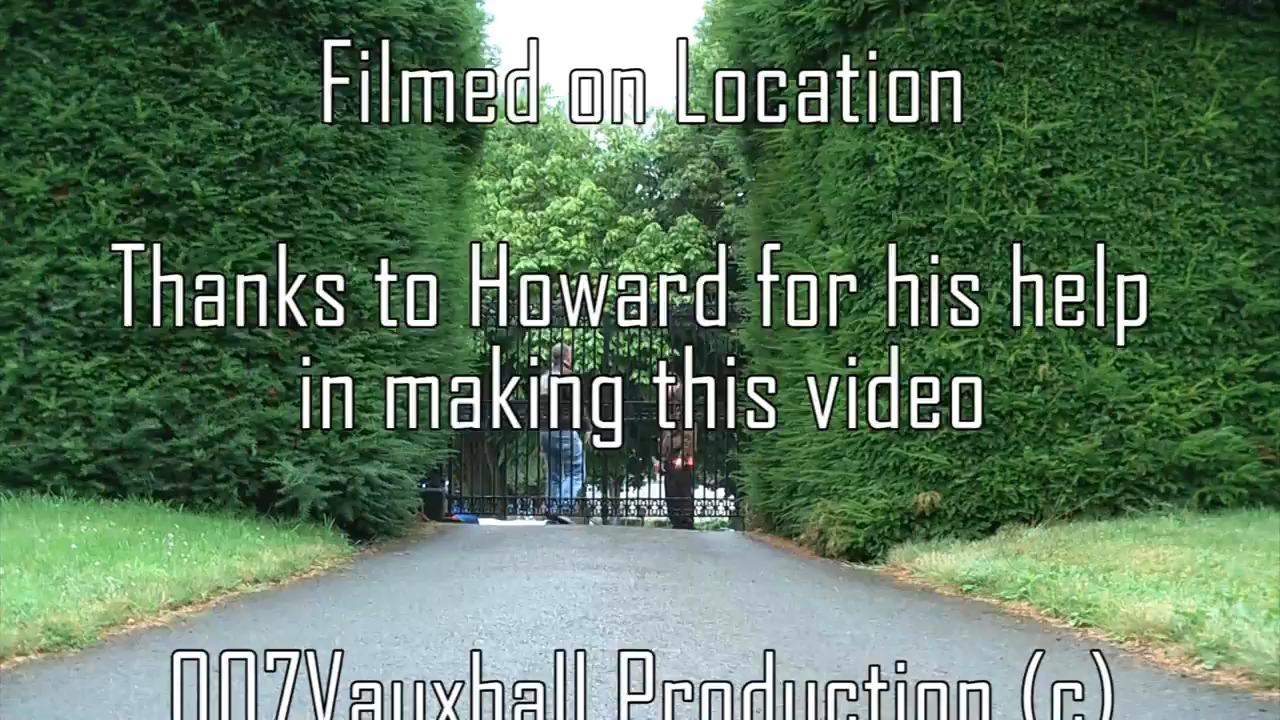 Filmed on Location
Thanks to Howard for his help
in making this video
007Vauxhall Production (c)